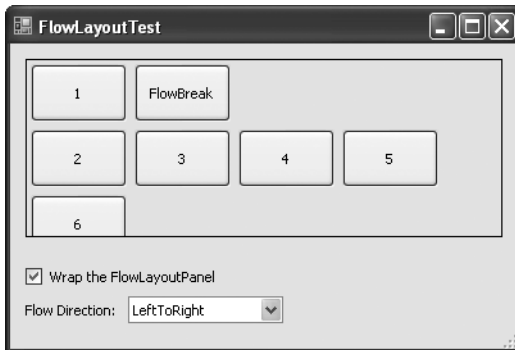 FlowLayoutTest
1 FlowBreak
2 3 4 5
6
Wrap the FlowLayoutPanel
Flow Direction: LeftToRight